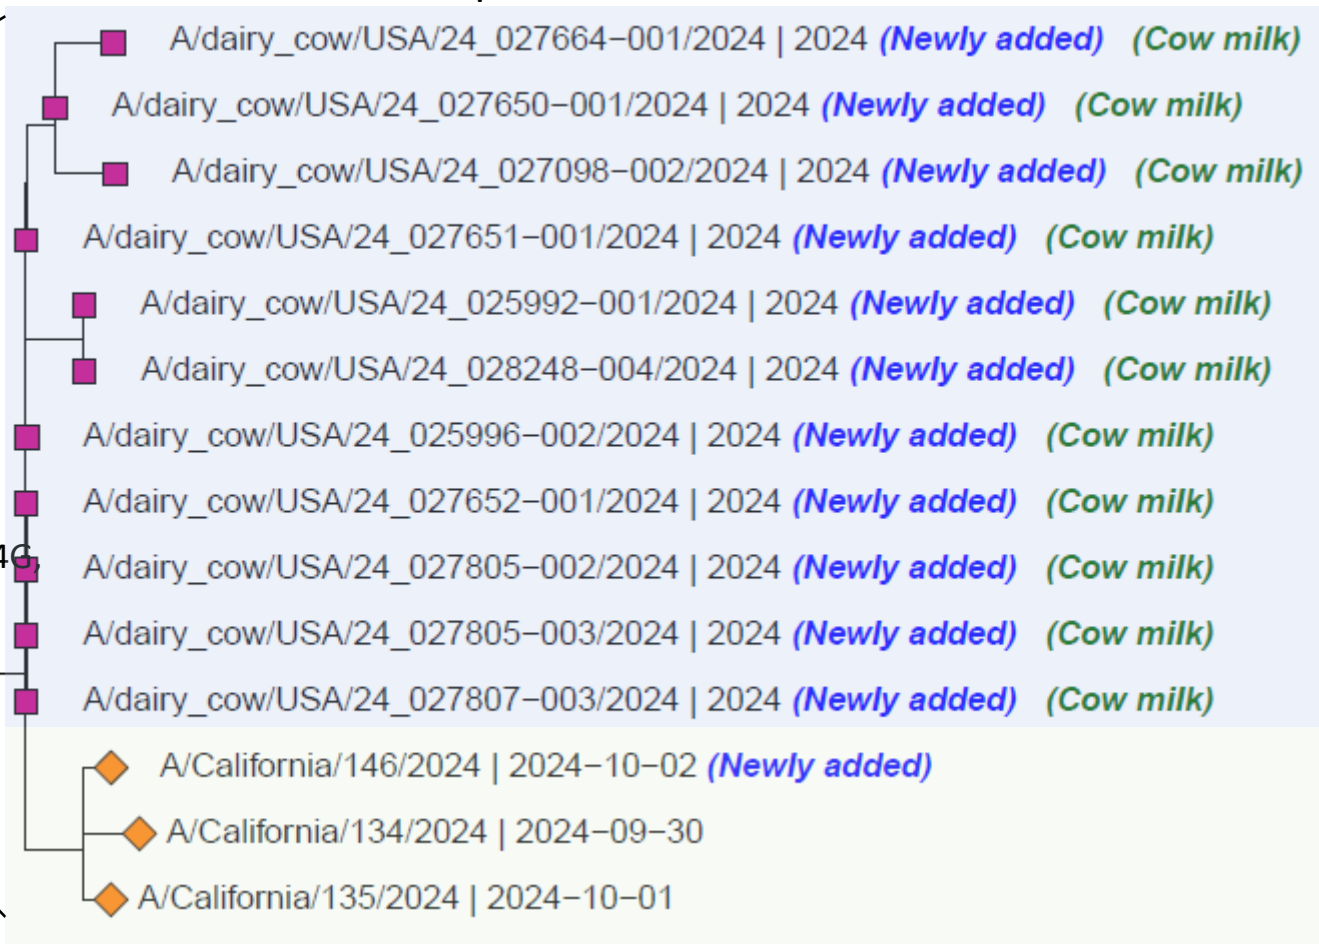 A/dairy_cow/USA/24_027664−001/2024 | 2024 (Newly added) (Cow milk)
A/dairy_cow/USA/24_027650−001/2024 | 2024 (Newly added) (Cow milk)
A/dairy_cow/USA/24_027098−002/2024 | 2024 (Newly added) (Cow milk)
A/dairy_cow/USA/24_027651−001/2024 | 2024 (Newly added) (Cow milk)
A/dairy_cow/USA/24_025992−001/2024 | 2024 (Newly added) (Cow milk)
A/dairy_cow/USA/24_028248−004/2024 | 2024 (Newly added) (Cow milk)
A/dairy_cow/USA/24_025996−002/2024 | 2024 (Newly added) (Cow milk)
A/dairy_cow/USA/24_027652−001/2024 | 2024 (Newly added) (Cow milk)
4G, A/dairy_cow/USA/24_027805−002/2024 | 2024 (Newly added) (Cow milk)
A/dairy_cow/USA/24_027805−003/2024 | 2024 (Newly added) (Cow milk)
A/dairy_cow/USA/24_027807−003/2024 | 2024 (Newly added) (Cow milk)
A/California/146/2024 | 2024−10−02 (Newly added)
A/California/134/2024 | 2024−09−30
A/California/135/2024 | 2024−10−01